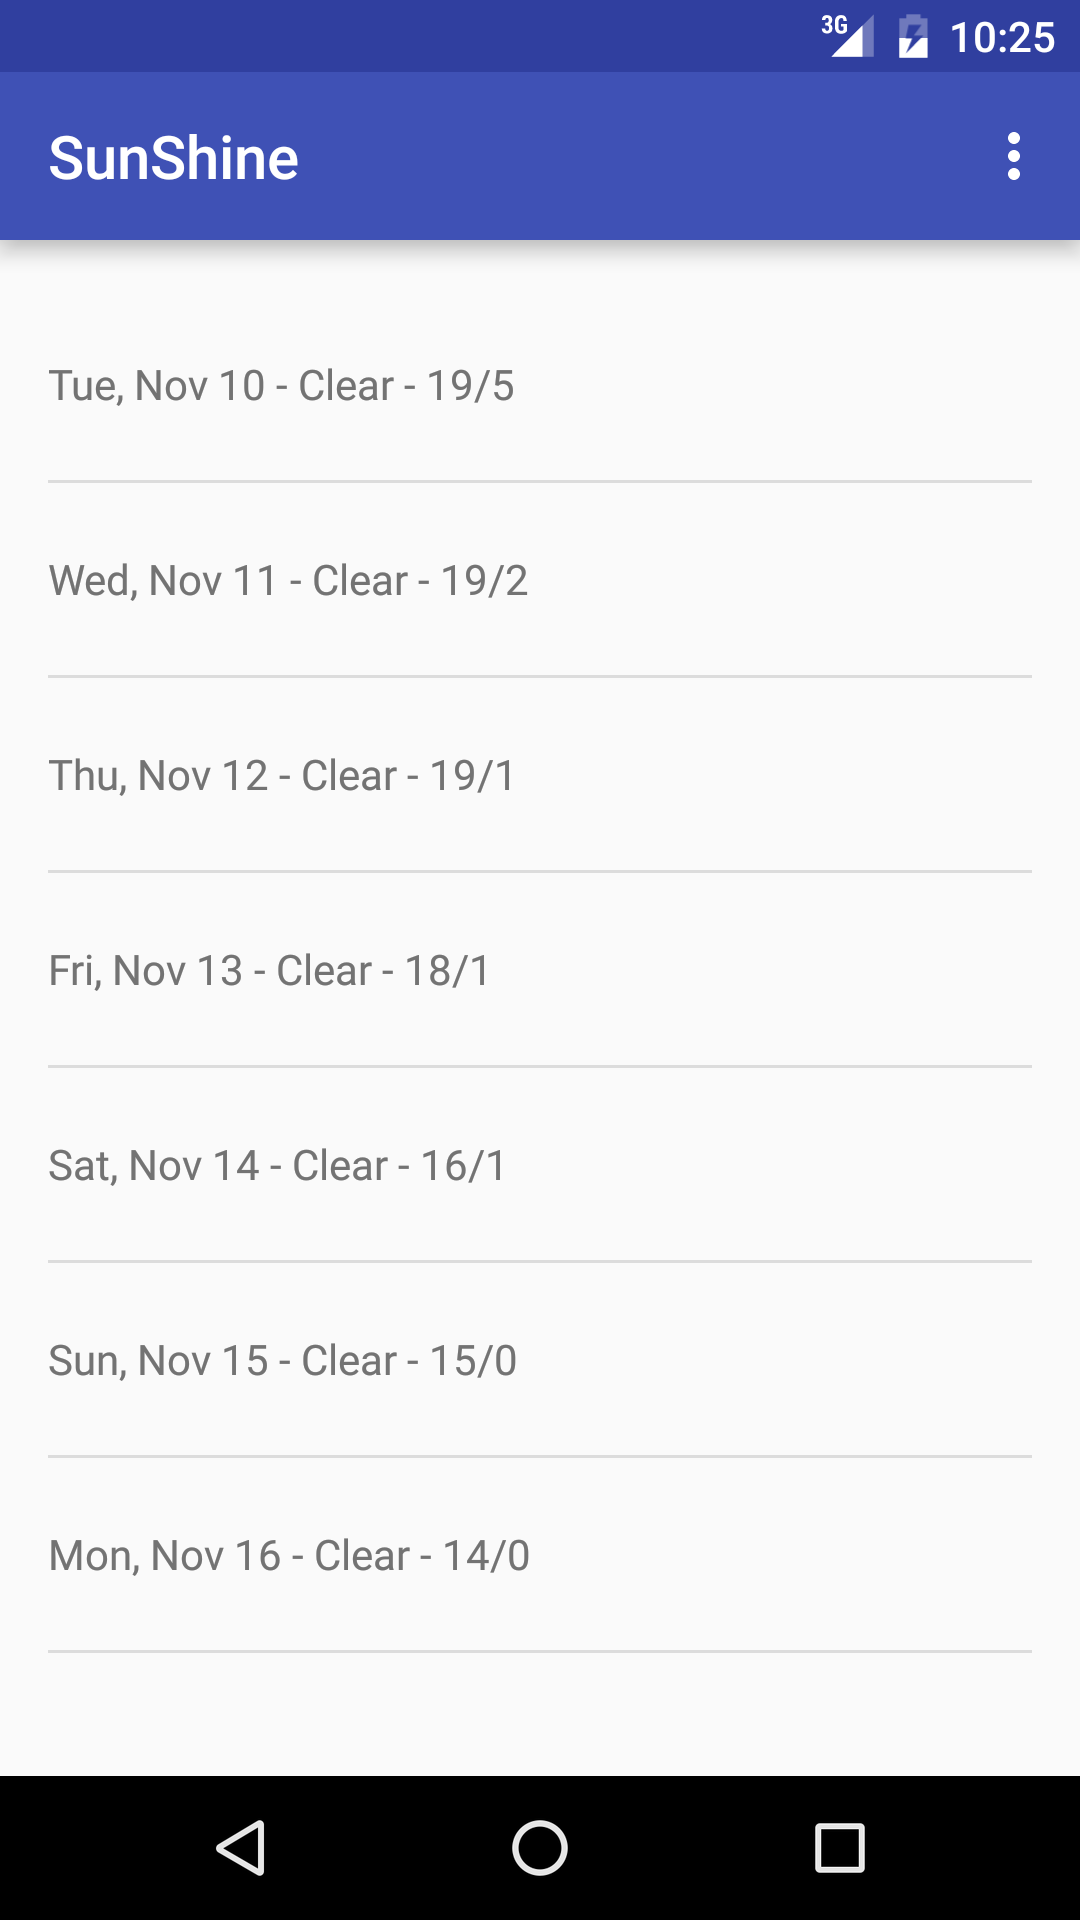 3G 10:25
SunShine
Tue, Nov 10 - Clear - 19/5
Wed, Nov 11 - Clear - 19/2
Thu, Nov 12 - Clear - 19/1
Fri, Nov 13 - Clear - 18/1
Sat, Nov 14 - Clear - 16/1
Sun, Nov 15 - Clear - 15/0
Mon, Nov 16 - Clear - 14/0